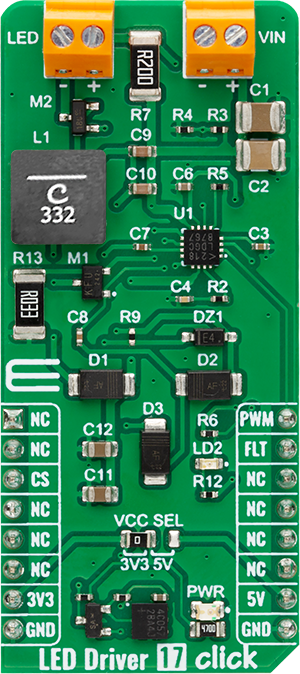 LED
VIN
- +
- +
M2
R200
C1
R7
R4 R3
L1
C9
C10
C6
R5
C2
C
332
U1
C7
C3
R13
M1
C4
R2
C8
R9
DZ1
E4.
D1
D2
D3
C12
R6
LD2
C11
R12
NC
PWM
NC
FLT
CS
NC
NC
NC
NC
NC
NC
NC
3V3
5V
GND
GND
VCC SEL
0
3V3 5V
PWR
4700
LED Driver 17 click